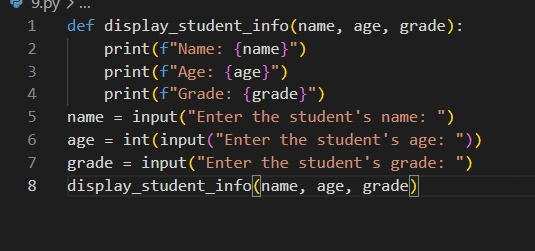 9.py > ...
1 def display_student_info(name, age, grade):
2     print(f"Name: {name}")
3     print(f"Age: {age}")
4     print(f"Grade: {grade}")
5 name = input("Enter the student's name: ")
6 age = int(input("Enter the student's age: "))
7 grade = input("Enter the student's grade: ")
8 display_student_info(name, age, grade)